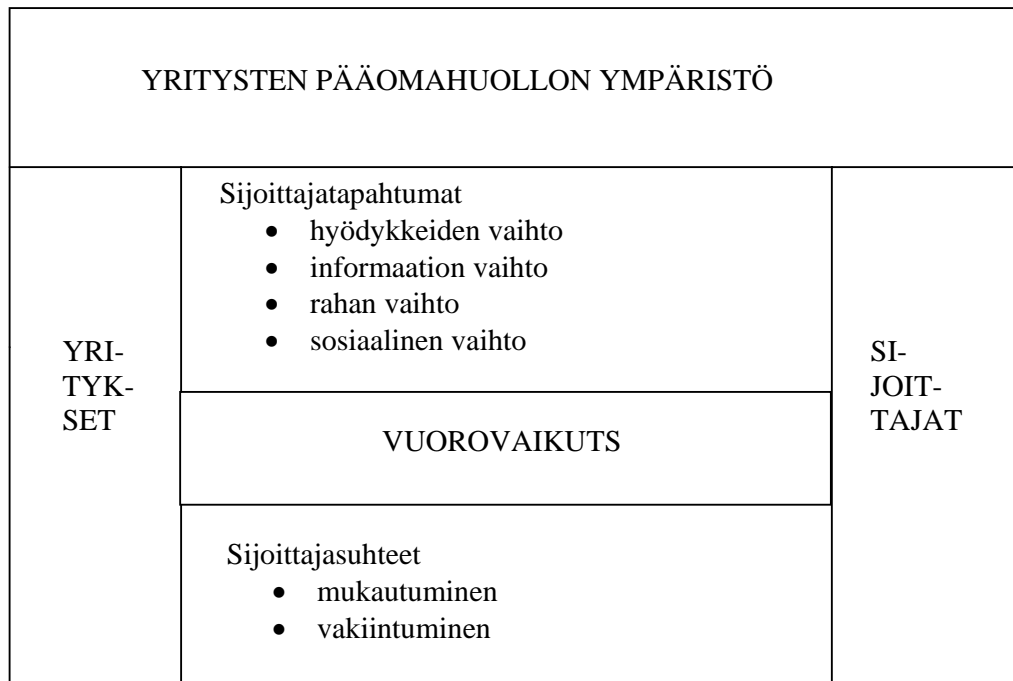 YRITYSTEN PÄÄOMAHUOLLON YMPÄRISTÖ
YRI-
TYK-
SET
Sijoittajatapahtumat
• hyödykkeiden vaihto
• informaation vaihto
• rahan vaihto
• sosiaalinen vaihto
VUOROVAIKUTS
Sijoittajasuhteet
• mukautuminen
• vakiintuminen
SI-
JOIT-
TAJAT